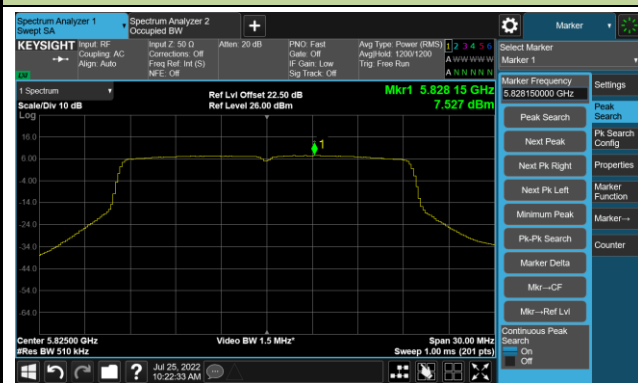 Spectrum Analyzer 1
Swept SA
Spectrum Analyzer 2
Occupied BW
Marker
KEYSIGHT
Input: RF
Coupling: AC
Align: Auto
Input Z: 50 Ω
Corrections: Off
Freq Ref: Int (S)
NFE: Off
Atten: 20 dB
PNO: Fast
Gate: Off
IF Gain: Low
Sig Track: Off
Avg Type: Power (RMS)
Avg|Hold: 1200/1200
Trig: Free Run
1 2 3 4 5 6
A W W W W W
A N N N N N
Select Marker
Marker 1
1 Spectrum
Scale/Div 10 dB
Log
Ref Lvl Offset 22.50 dB
Ref Level 26.00 dBm
Mkr1 5.828 15 GHz
7.527 dBm
16.0
6.00
-4.00
-14.0
-24.0
-34.0
-44.0
-54.0
-64.0
1
Center 5.82500 GHz
#Res BW 510 kHz
Video BW 1.5 MHz*
Span 30.00 MHz
Sweep 1.00 ms (201 pts)
Marker Frequency
5.828150000 GHz
Peak Search
Next Peak
Next Pk Right
Next Pk Left
Minimum Peak
Pk-Pk Search
Marker Delta
Mkr→CF
Mkr→Ref Lvl
Continuous Peak
Search
On
Off
Settings
Peak
Search
Pk Search
Config
Properties
Marker
Function
Marker→
Counter
Jul 25, 2022
10:22:33 AM